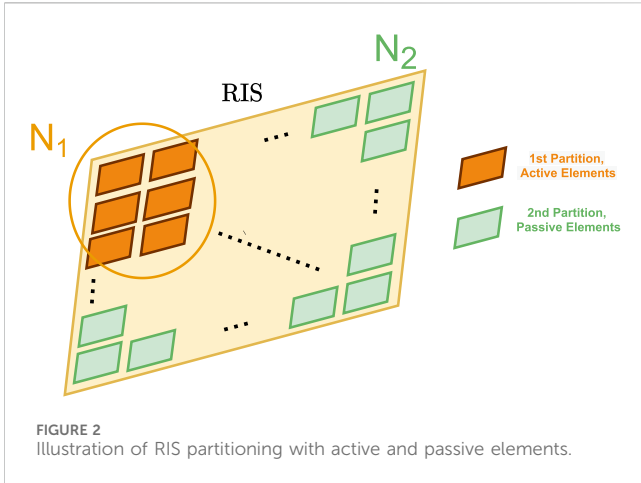 N2
RIS
N1
1st Partition,
Active Elements
2nd Partition,
Passive Elements
FIGURE 2
Illustration of RIS partitioning with active and passive elements.